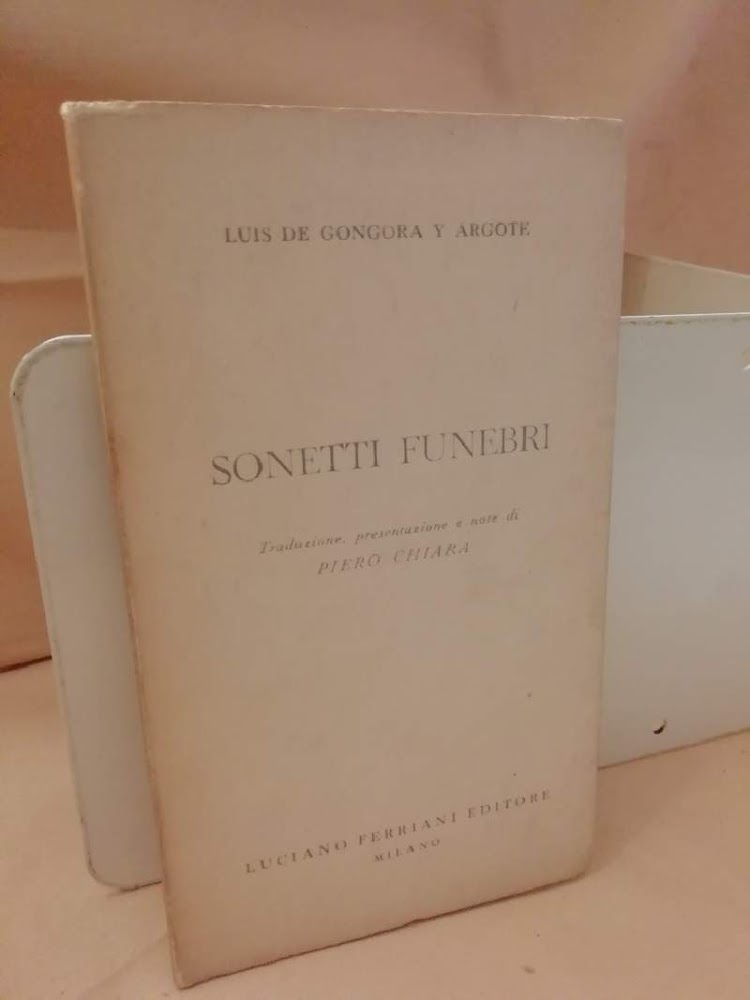 LUIS DE GONGORA Y ARGOTE
SONETTI FUNEBRI
Traduzione, presentazione e note di
PIERO CHIARA
LUCIANO FERRIANI EDITORE
MILANO